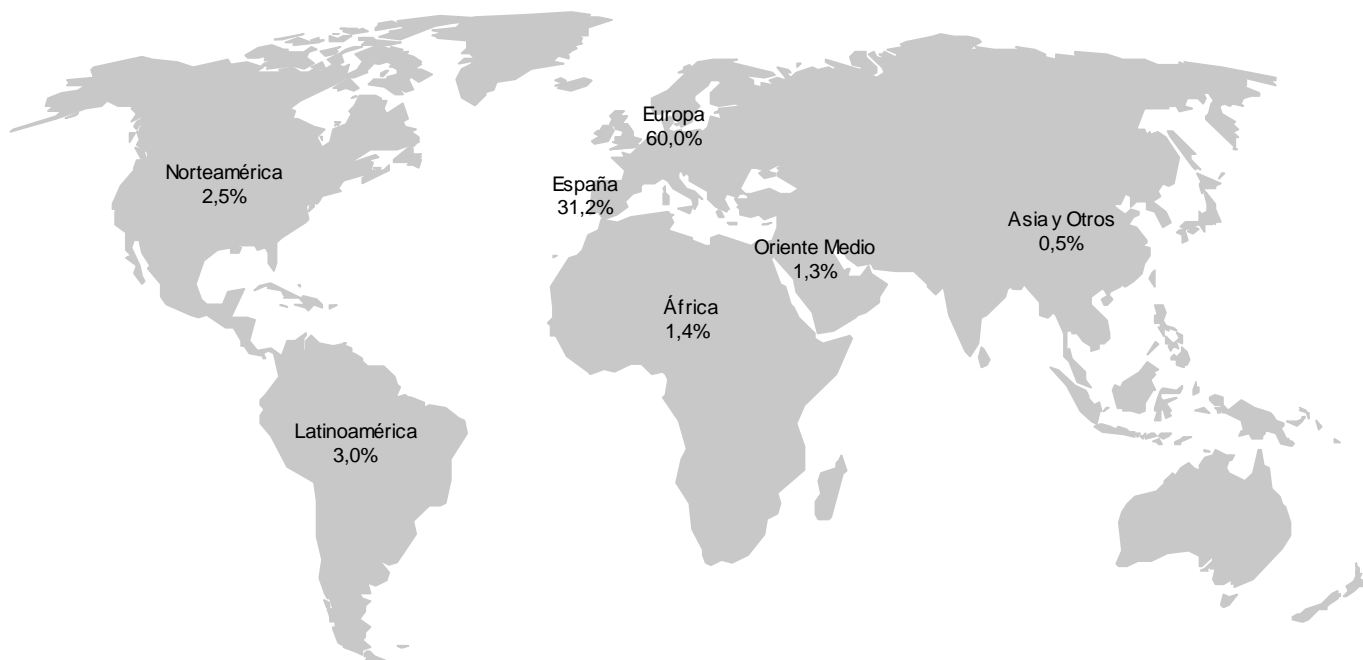 Europa
60,0%
Norteamérica
2,5%
España
31,2%
Asia y Otros
0,5%
Oriente Medio
1,3%
África
1,4%
Latinoamérica
3,0%